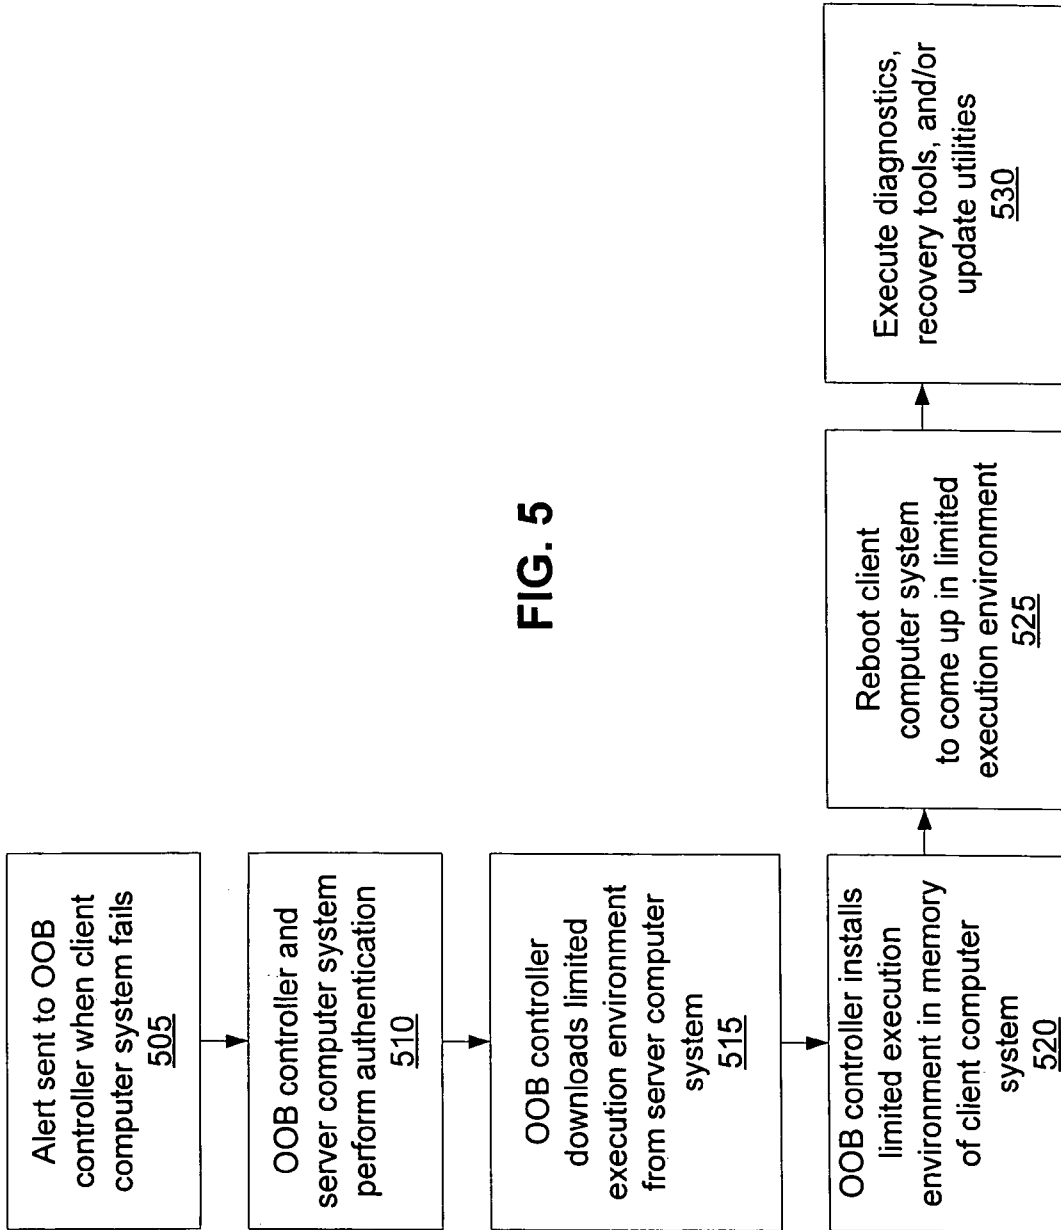 Alert sent to OOB
controller when client
computer system fails
505
OOB controller and
server computer system
perform authentication
510
OOB controller
downloads limited
execution environment
from server computer
system
515
OOB controller installs
limited execution
environment in memory
of client computer
system
520
Reboot client
computer system
to come up in limited
execution environment
525
Execute diagnostics,
recovery tools, and/or
update utilities
530
FIG. 5